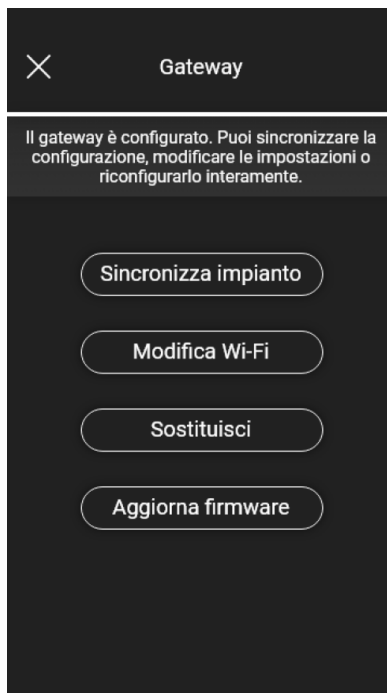 Gateway
Il gateway è configurato. Puoi sincronizzare la
configurazione, modificare le impostazioni o
riconfigurarlo interamente.
Sincronizza impianto
Modifica Wi-Fi
Sostituisci
Aggiorna firmware